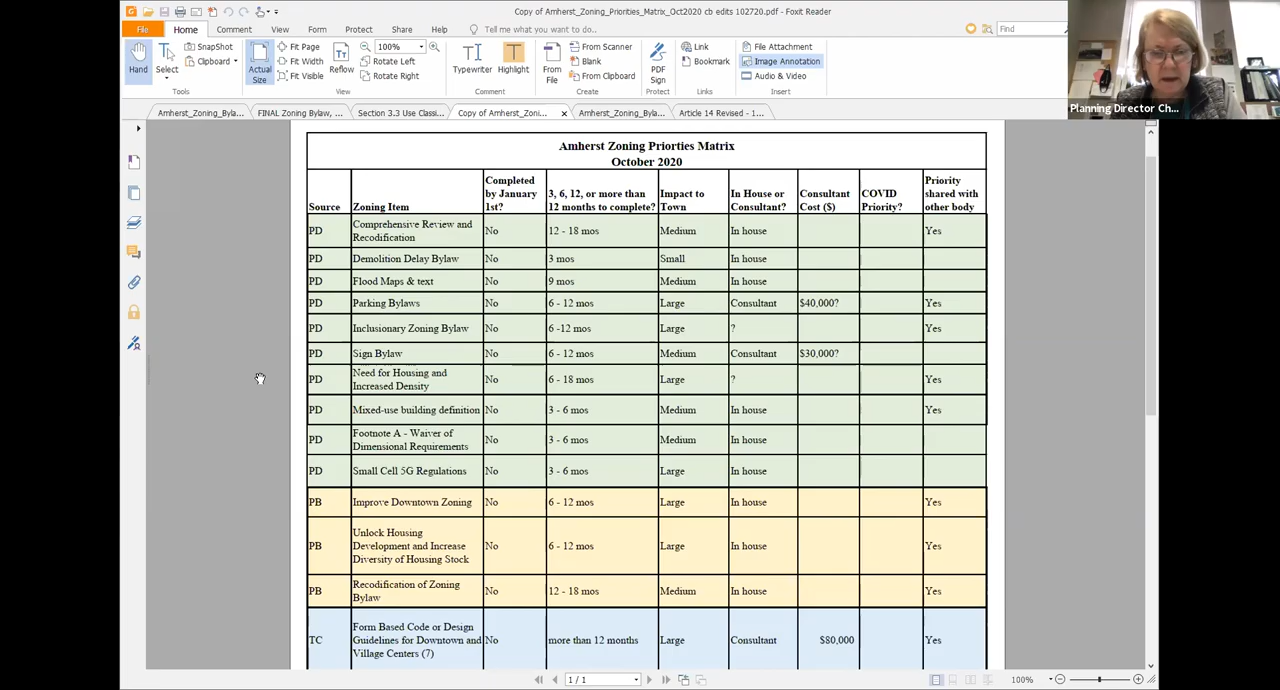 Copy of Amherst_Zoning_Priorities_Matrix_Oct2020 cb edits 102720.pdf - Foxit Reader
File Home Comment View Form Protect Share Help Tell me what you do want to do..
Find
Hand
Select
SnapShot
Clipboard
Actual Size
Fit Page
Fit Width
Fit Visible
Reflow
100%
Rotate Left
Rotate Right
Typewriter
Highlight
From File
From Scanner
Blank
From Clipboard
PDF Sign
Link
Bookmark
File Attachment
Image Annotation
Audio & Video
Tools View Comment Create Protect Links Insert
Planning Director Ch...
Amherst_Zoning_Byla... FINAL Zoning Bylaw, ... Section 3.3 Use Classi... Copy of Amherst_Zoni... Amherst_Zoning_By... Article 14 Revised - 1...
Amherst Zoning Priorties Matrix
October 2020
Source Zoning Item Completed by January 1st? 3, 6, 12, or more than 12 months to complete? Impact to Town In House or Consultant? Consultant Cost ($) COVID Priority? Priority shared with other body
PD Comprehensive Review and Recodification No 12 - 18 mos Medium In house Yes
PD Demolition Delay Bylaw No 3 mos Small In house
PD Flood Maps & text No 9 mos Medium In house
PD Parking Bylaws No 6 - 12 mos Large Consultant $40,000? Yes
PD Inclusionary Zoning Bylaw No 6 -12 mos Large ? Yes
PD Sign Bylaw No 6 - 12 mos Medium Consultant $30,000?
PD Need for Housing and Increased Density No 6 - 18 mos Large ? Yes
PD Mixed-use building definition No 3 - 6 mos Medium In house Yes
PD Footnote A - Waiver of Dimensional Requirements No 3 - 6 mos Medium In house
PD Small Cell 5G Regulations No 3 - 6 mos Large In house
PB Improve Downtown Zoning No 6 - 12 mos Large In house Yes
PB Unlock Housing Development and Increase Diversity of Housing Stock No 6 - 12 mos Large In house Yes
PB Recodification of Zoning Bylaw No 12 - 18 mos Medium In house Yes
TC Form Based Code or Design Guidelines for Downtown and Village Centers (7) No more than 12 months Large Consultant $80,000 Yes
1 / 1
100%